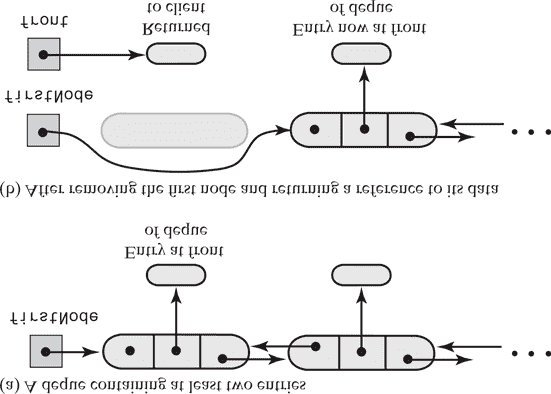 (a) A deque containing at least two entries
firstNode
Entry at front
of deque
(b) After removing the first node and returning a reference to its data
firstNode
front
Returned
to client
Entry now at front
of deque